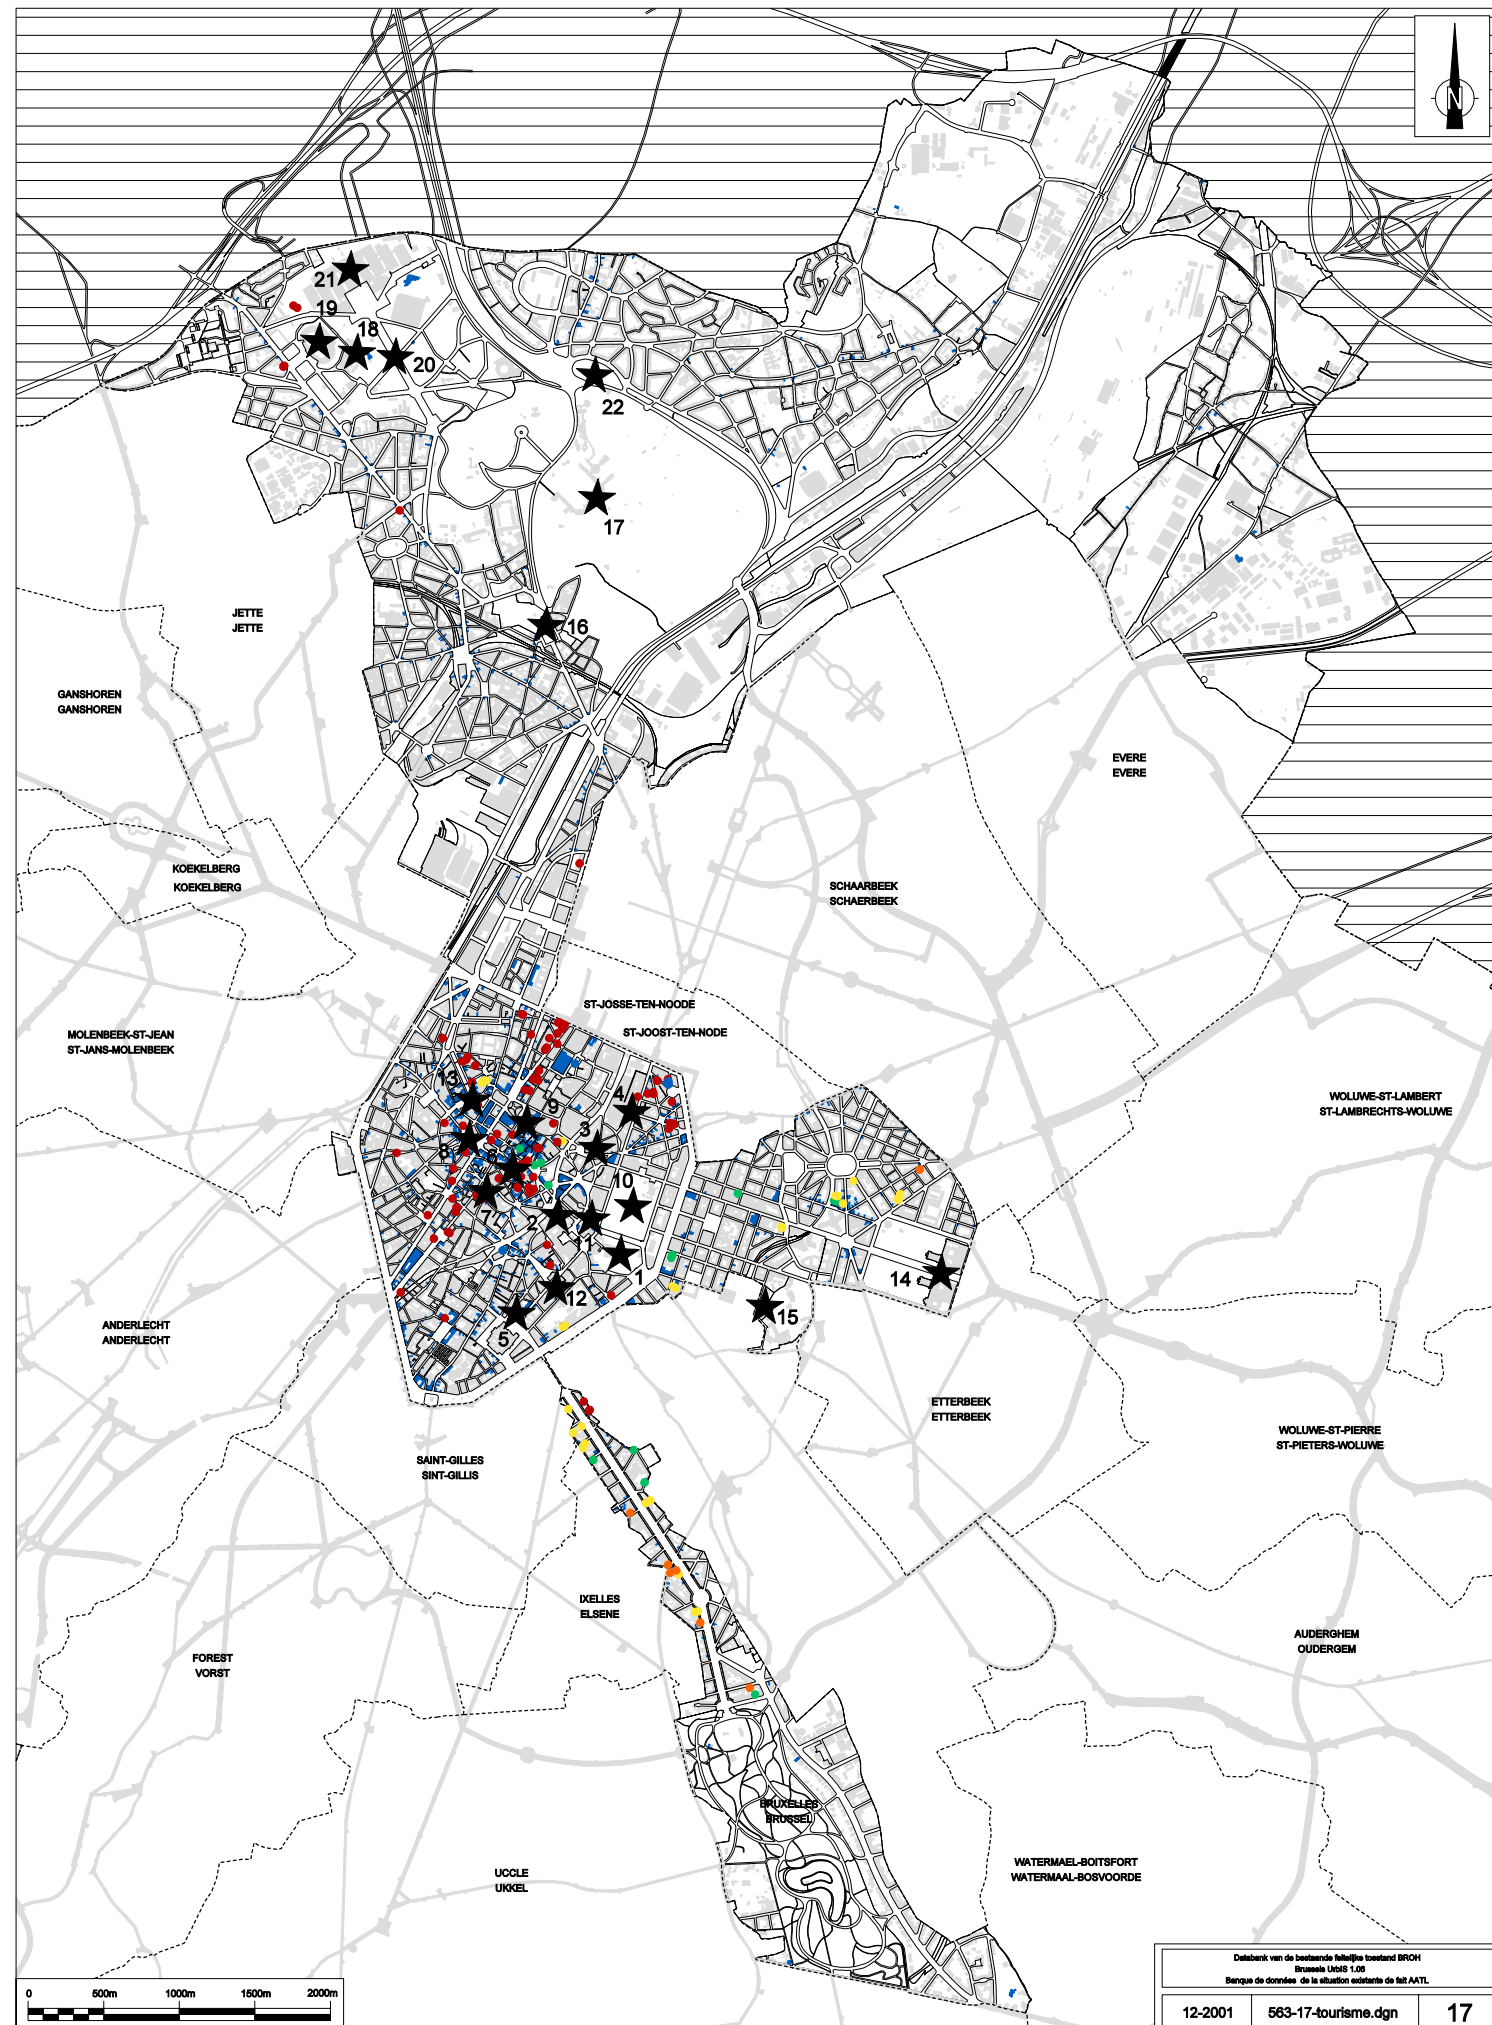 N
21
19
18
20
22
17
16
JETTE
JETTE
GANSHOREN
GANSHOREN
EVERE
EVERE
KOEKELBERG
KOEKELBERG
SCHAARBEEK
SCHAERBEEK
ST-JOSSE-TEN-NOODE
ST-JOOST-TEN-NODE
MOLENBEEK-ST-JEAN
ST-JANS-MOLENBEEK
WOLUWE-ST-LAMBERT
ST-LAMBRECHTS-WOLUWE
13
4
9
3
8
6
10
7
2
11
1
14
12
15
5
ANDERLECHT
ANDERLECHT
ETTERBEEK
ETTERBEEK
WOLUWE-ST-PIERRE
ST-PIETERS-WOLUWE
SAINT-GILLES
SINT-GILLIS
IXELLES
ELSENE
AUDERGHEM
OUDERGEM
FOREST
VORST
BRUXELLES
BRUSSEL
WATERMAEL-BOITSFORT
WATERMAAL-BOSVOORDE
UCCLE
UKKEL
0 500m 1000m 1500m 2000m
Databank van de bestaande feitelijke toestand BROH
Brussels UrbIS 1.06
Banque de données de la situation existante de fait AATL
12-2001 563-17-tourisme.dgn 17